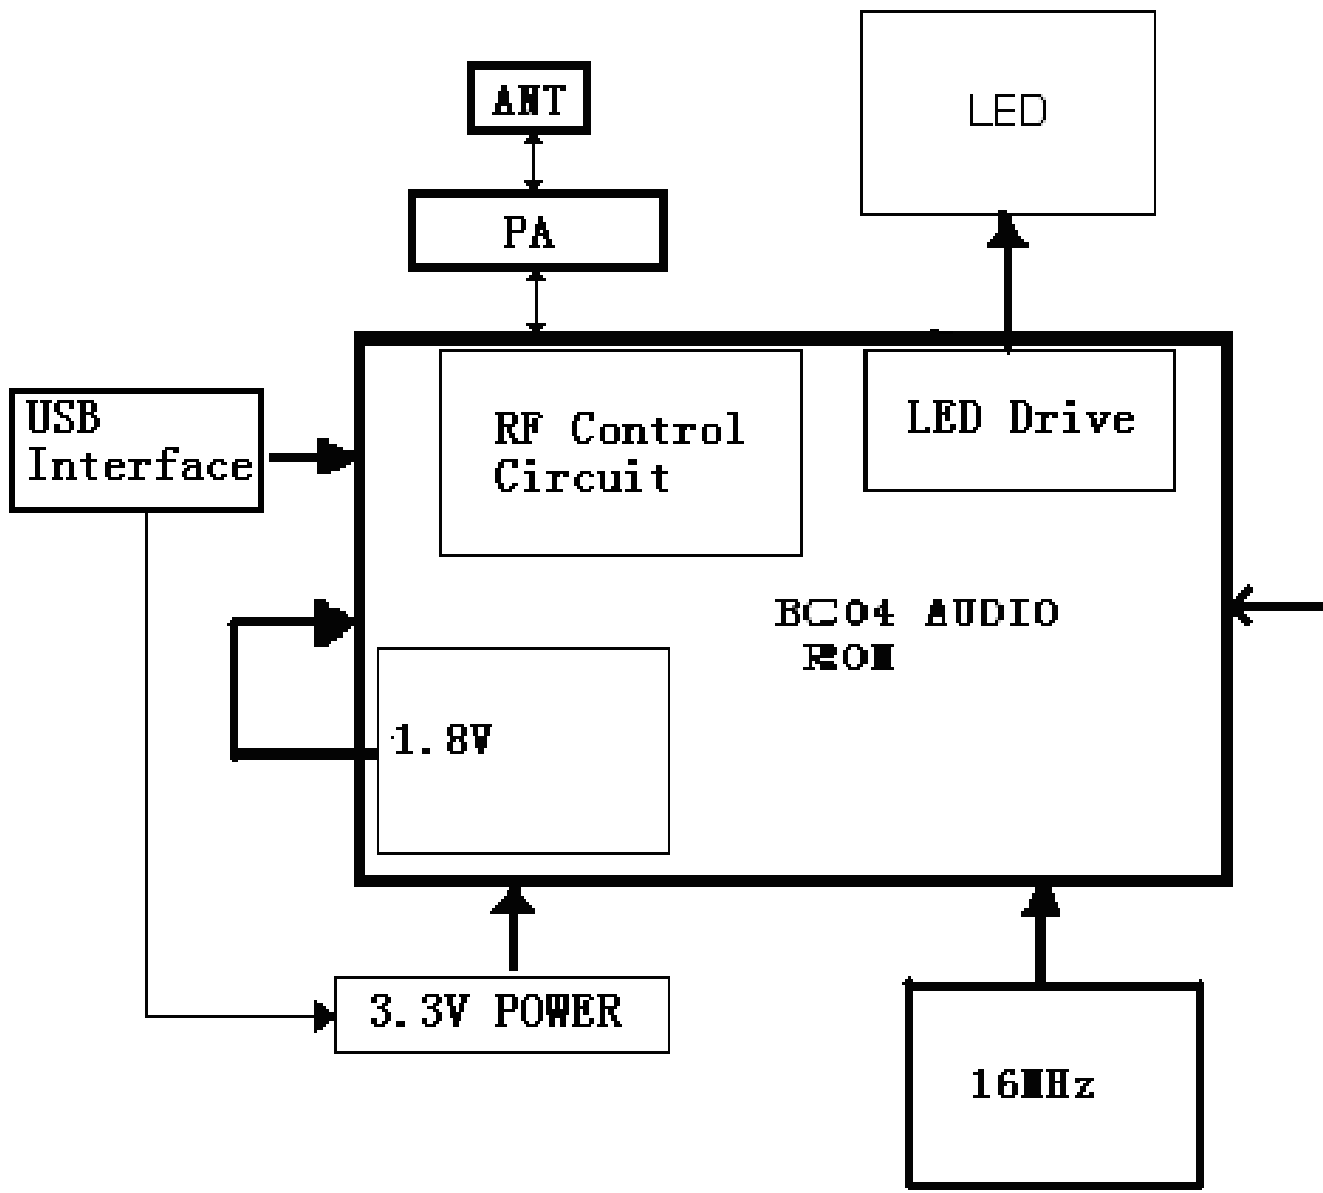 ANT
LED
PA
USB
Interface
RF Control
Circuit
LED Drive
BC04 AUDIO
ROM
1.8V
3.3V POWER
16MHz